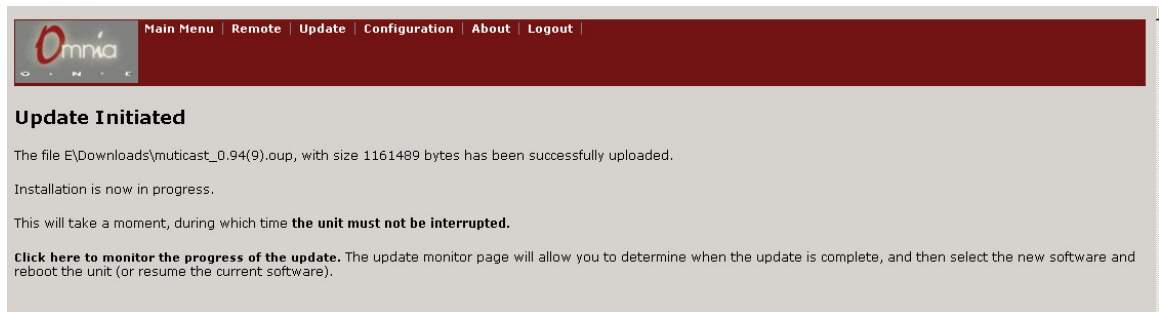 Omnia
O · N · E
Main Menu | Remote | Update | Configuration | About | Logout |
Update Initiated
The file E\Downloads\muticast_0.94(9).oup, with size 1161489 bytes has been successfully uploaded.
Installation is now in progress.
This will take a moment, during which time the unit must not be interrupted.
Click here to monitor the progress of the update. The update monitor page will allow you to determine when the update is complete, and then select the new software and
reboot the unit (or resume the current software).